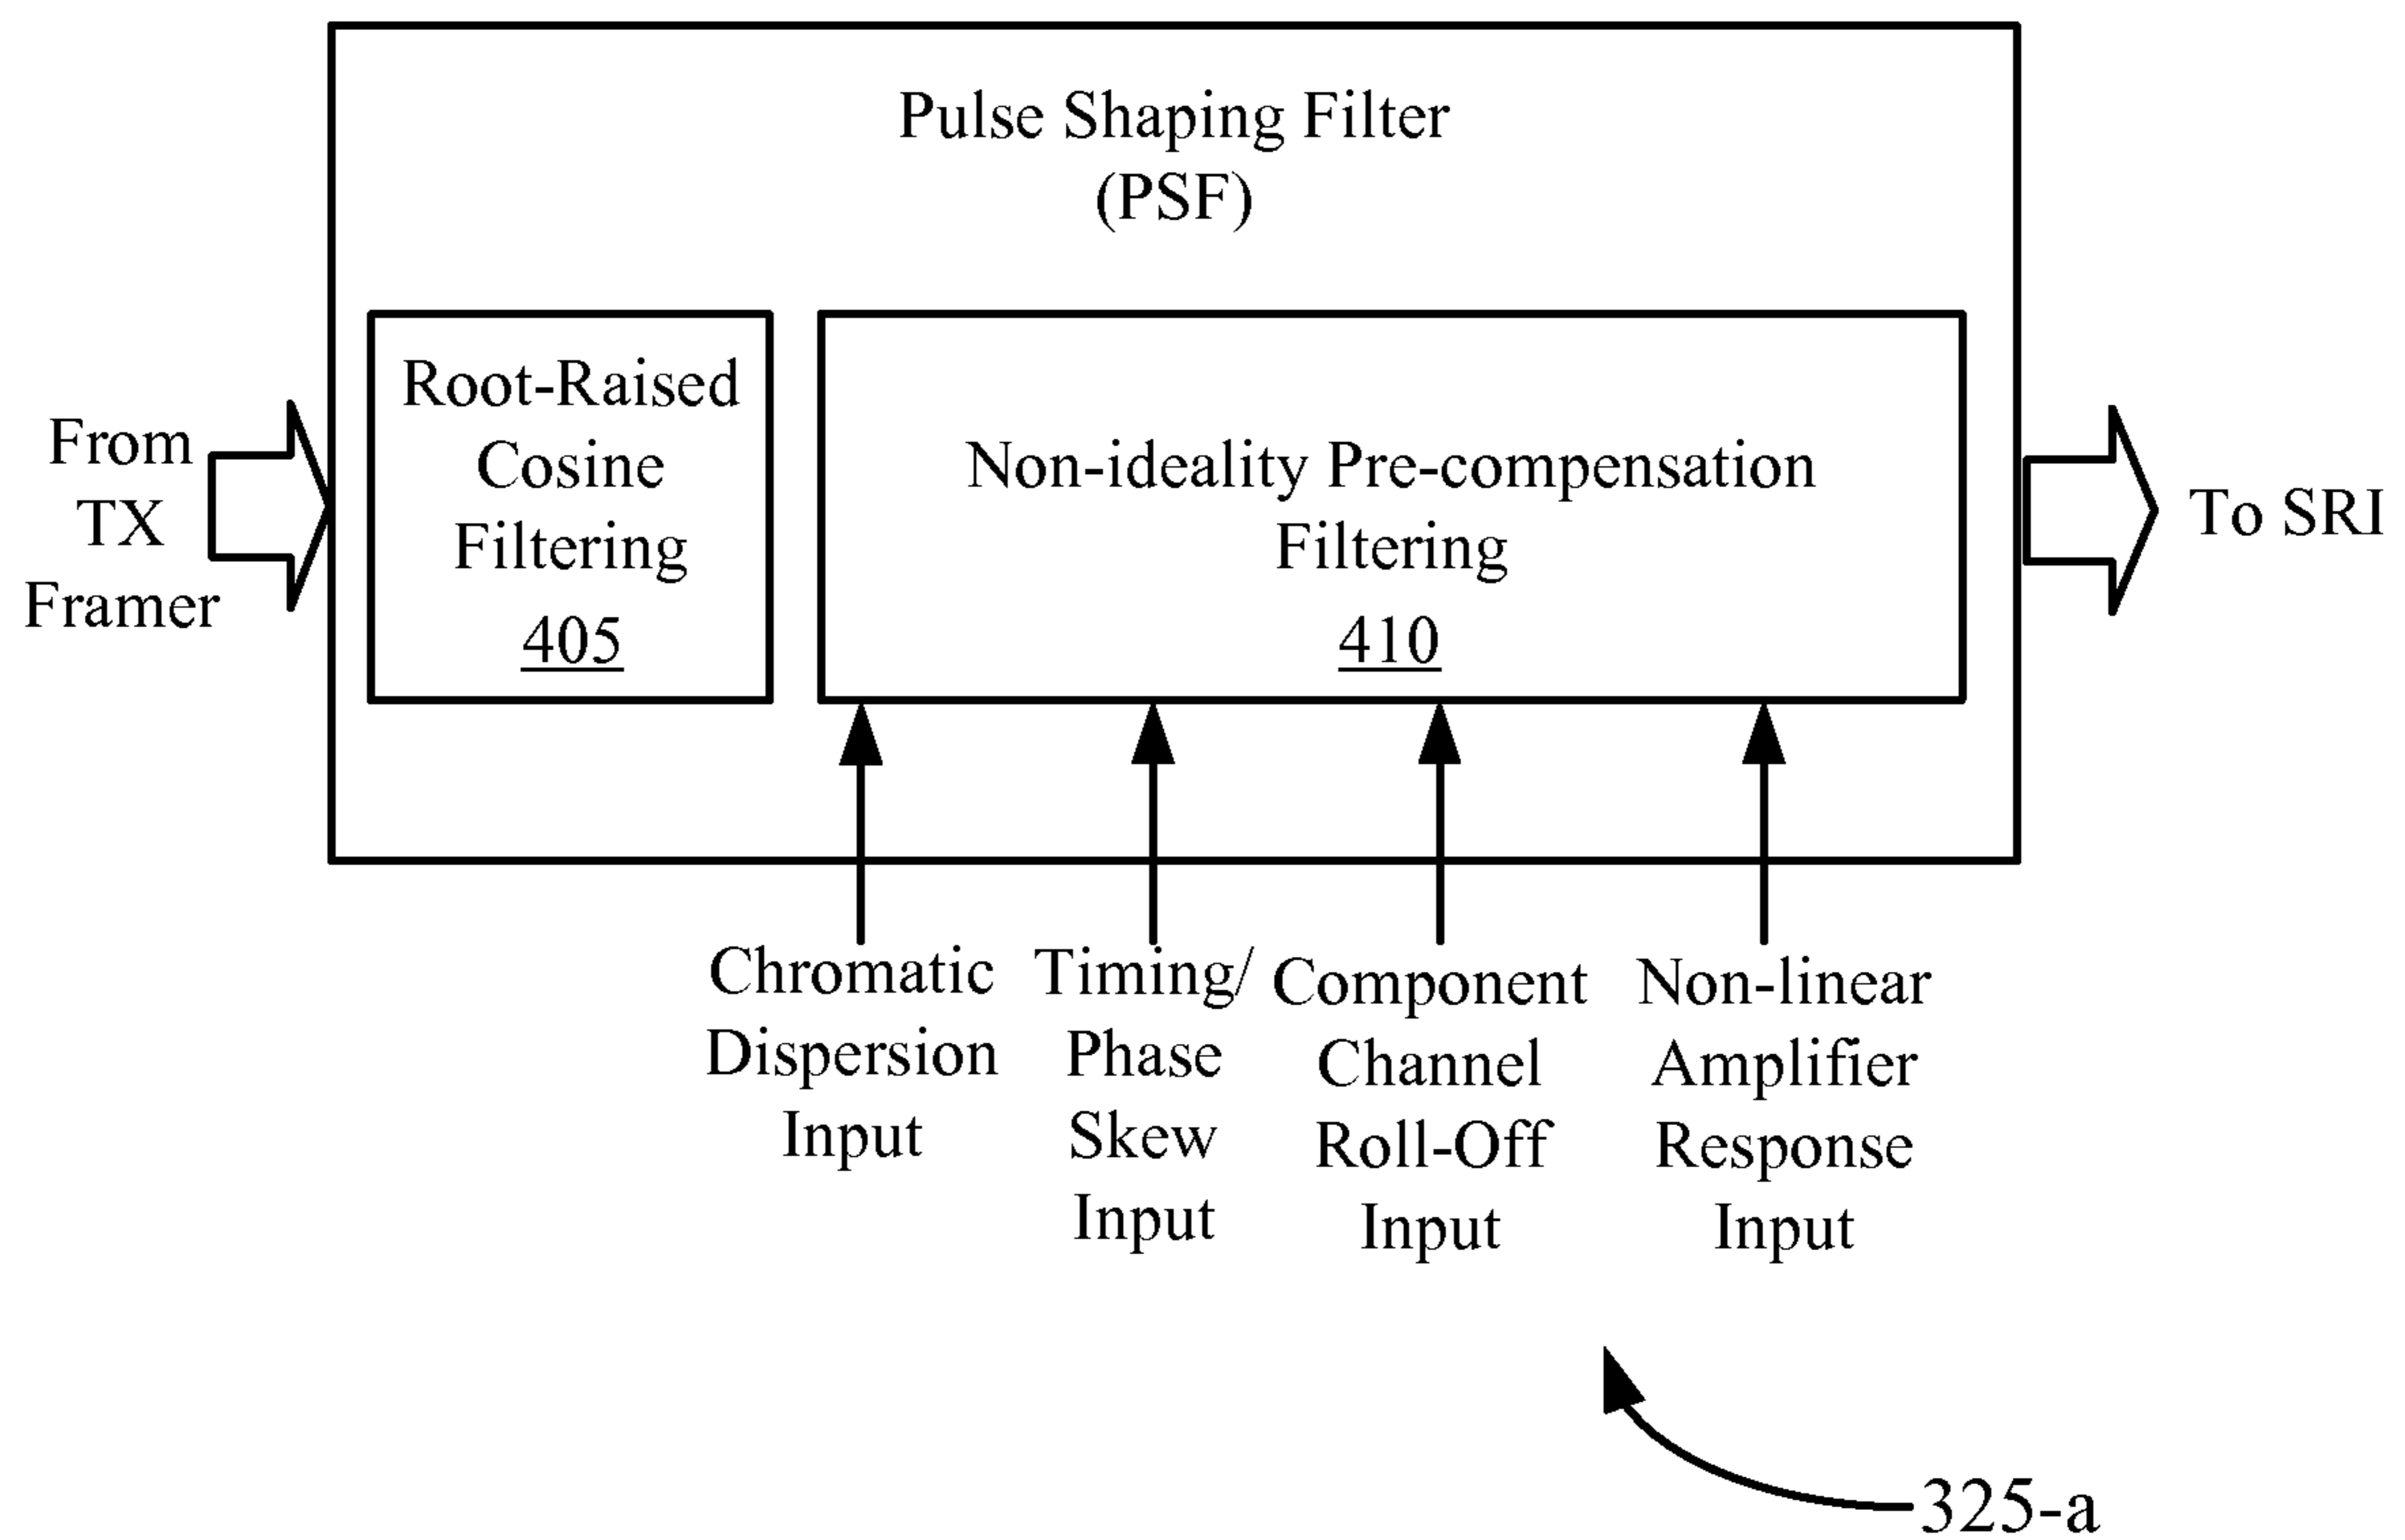 Pulse Shaping Filter
(PSF)
From
TX
Framer
Root-Raised
Cosine
Filtering
405
Non-ideality Pre-compensation
Filtering
410
To SRI
Chromatic
Dispersion
Input
Timing/
Phase
Skew
Input
Component
Channel
Roll-Off
Input
Non-linear
Amplifier
Response
Input
325-a